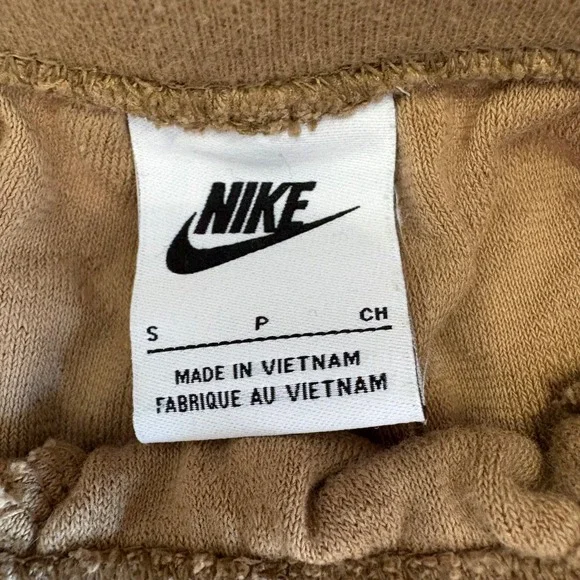 NIKE
S P CH
MADE IN VIETNAM
FABRIQUE AU VIETNAM